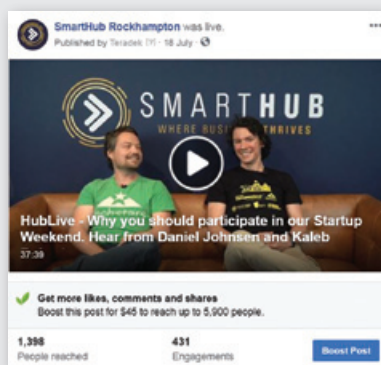 SmartHub Rockhampton was live.
Published by Teradek [?] · 18 July ·
SMARTHUB
WHERE BUSINESS THRIVES
HubLive - Why you should participate in our Startup
Weekend. Hear from Daniel Johnsen and Kaleb
37:39
Get more likes, comments and shares
Boost this post for $45 to reach up to 5,900 people.
1,398
People reached
431
Engagements
Boost Post